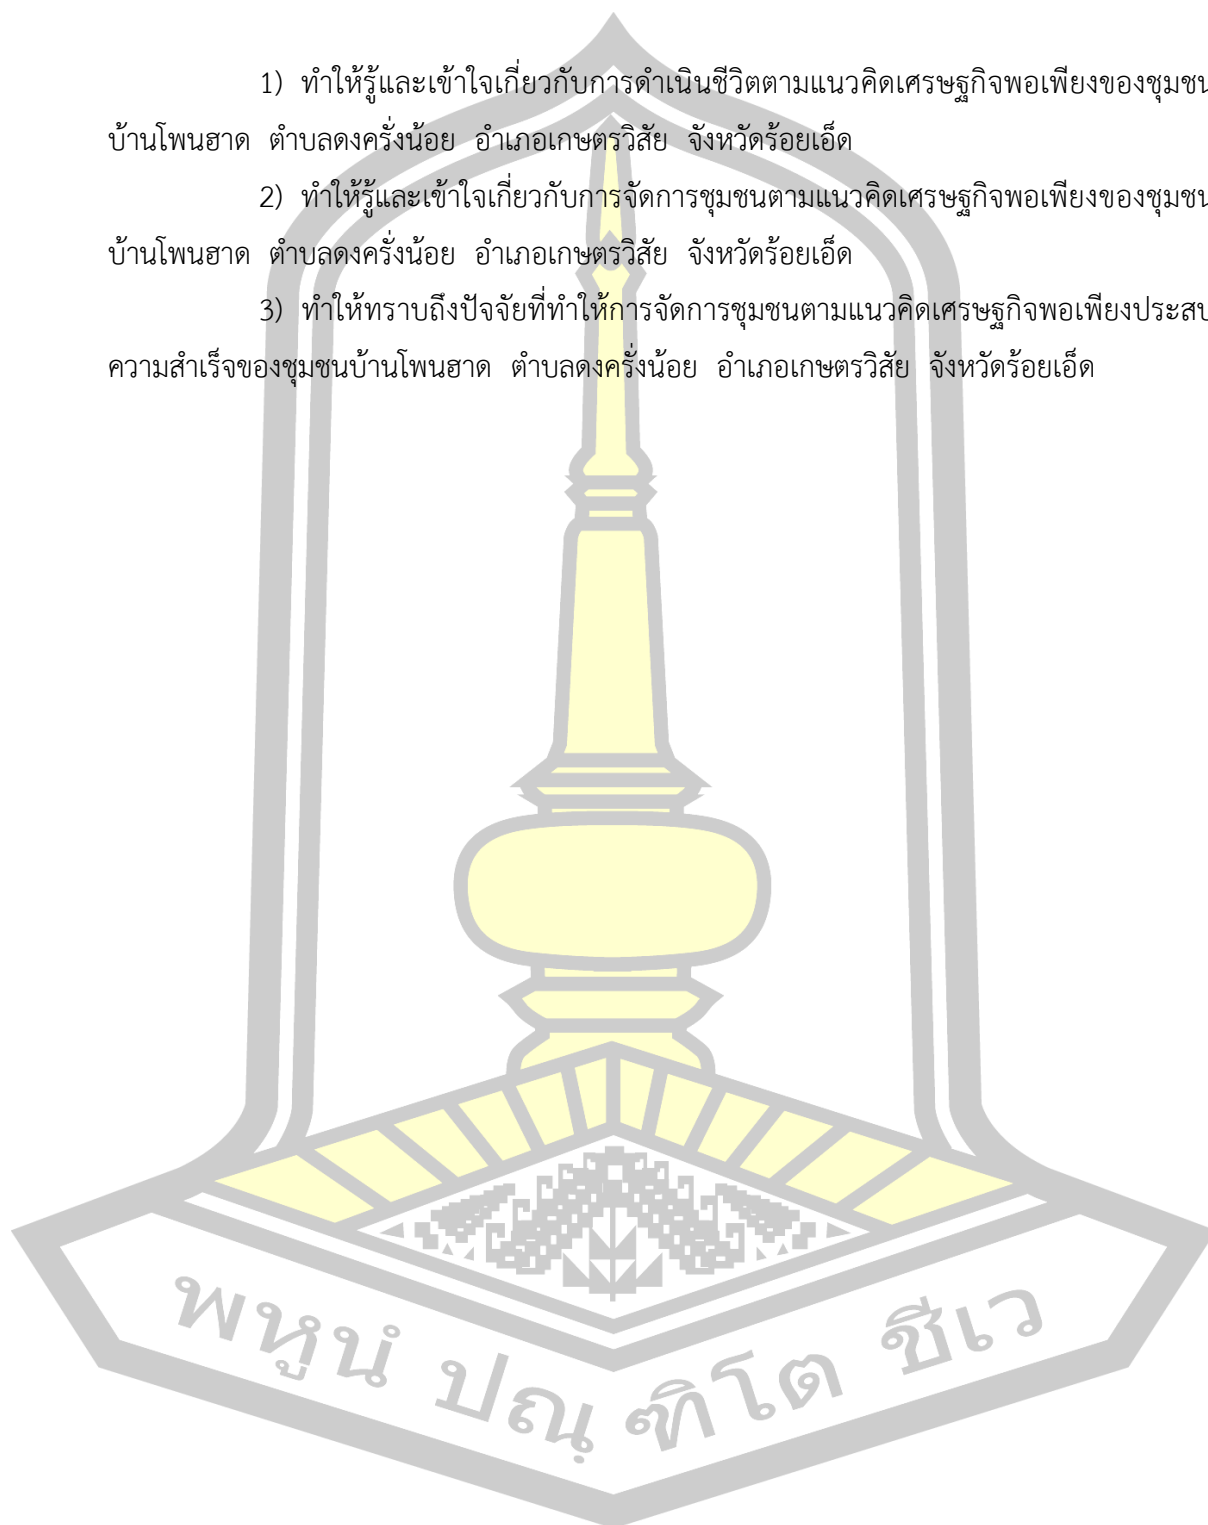 1) ทำให้รู้และเข้าใจเกี่ยวกับการดำเนินชีวิตตามแนวคิดเศรษฐกิจพอเพียงของชุมชน
บ้านโพนฮาด ตำบลดงครั่งน้อย อำเภอเกษตรวิสัย จังหวัดร้อยเอ็ด
2) ทำให้รู้และเข้าใจเกี่ยวกับการจัดการชุมชนตามแนวคิดเศรษฐกิจพอเพียงของชุมชน
บ้านโพนฮาด ตำบลดงครั่งน้อย อำเภอเกษตรวิสัย จังหวัดร้อยเอ็ด
3) ทำให้ทราบถึงปัจจัยที่ทำให้การจัดการชุมชนตามแนวคิดเศรษฐกิจพอเพียงประสบ
ความสำเร็จของชุมชนบ้านโพนฮาด ตำบลดงครั่งน้อย อำเภอเกษตรวิสัย จังหวัดร้อยเอ็ด
พหูนํ ปณฺฑิโต ชีเว